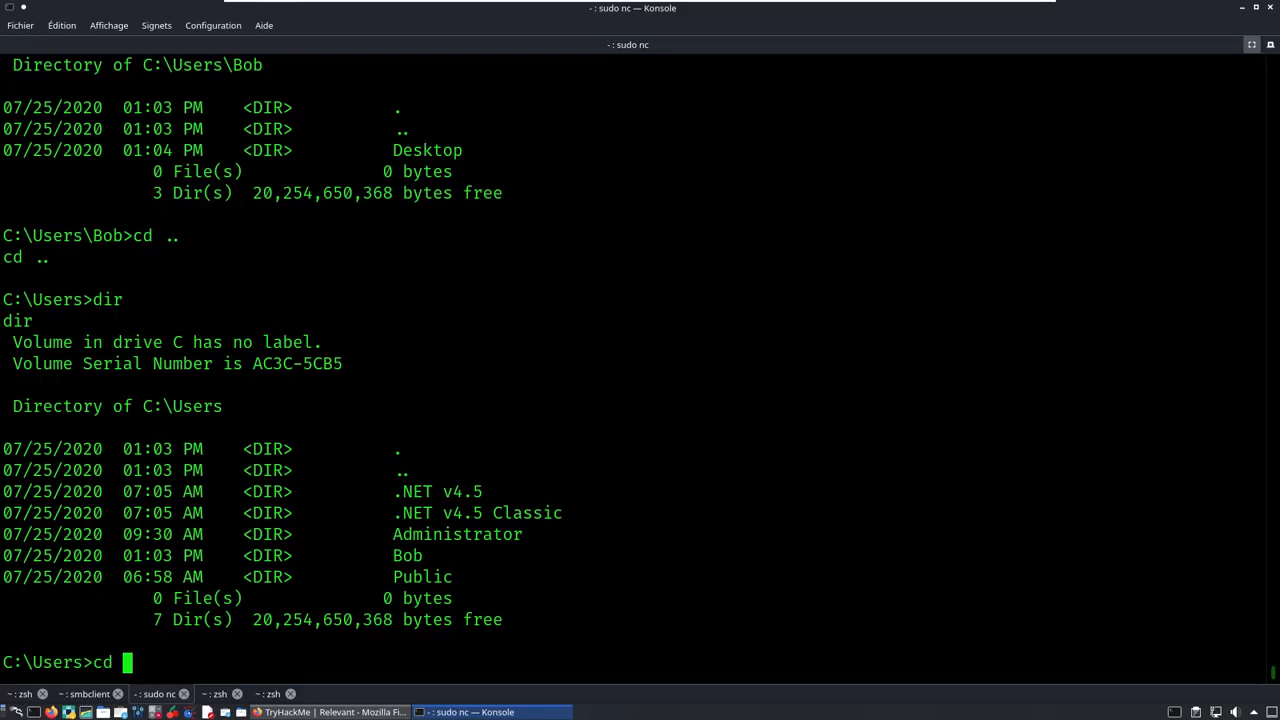 - : sudo nc — Konsole
Fichier Édition Affichage Signets Configuration Aide
- : sudo nc
Directory of C:\Users\Bob
07/25/2020 01:03 PM <DIR> .
07/25/2020 01:03 PM <DIR> ..
07/25/2020 01:04 PM <DIR> Desktop
0 File(s) 0 bytes
3 Dir(s) 20,254,650,368 bytes free
C:\Users\Bob>cd ..
cd ..
C:\Users>dir
dir
Volume in drive C has no label.
Volume Serial Number is AC3C-5CB5
Directory of C:\Users
07/25/2020 01:03 PM <DIR> .
07/25/2020 01:03 PM <DIR> ..
07/25/2020 07:05 AM <DIR> .NET v4.5
07/25/2020 07:05 AM <DIR> .NET v4.5 Classic
07/25/2020 09:30 AM <DIR> Administrator
07/25/2020 01:03 PM <DIR> Bob
07/25/2020 06:58 AM <DIR> Public
0 File(s) 0 bytes
7 Dir(s) 20,254,650,368 bytes free
C:\Users>cd
~ : zsh ~ : smbclient - : sudo nc ~ : zsh ~ : zsh
TryHackMe | Relevant - Mozilla Fi... - : sudo nc — Konsole